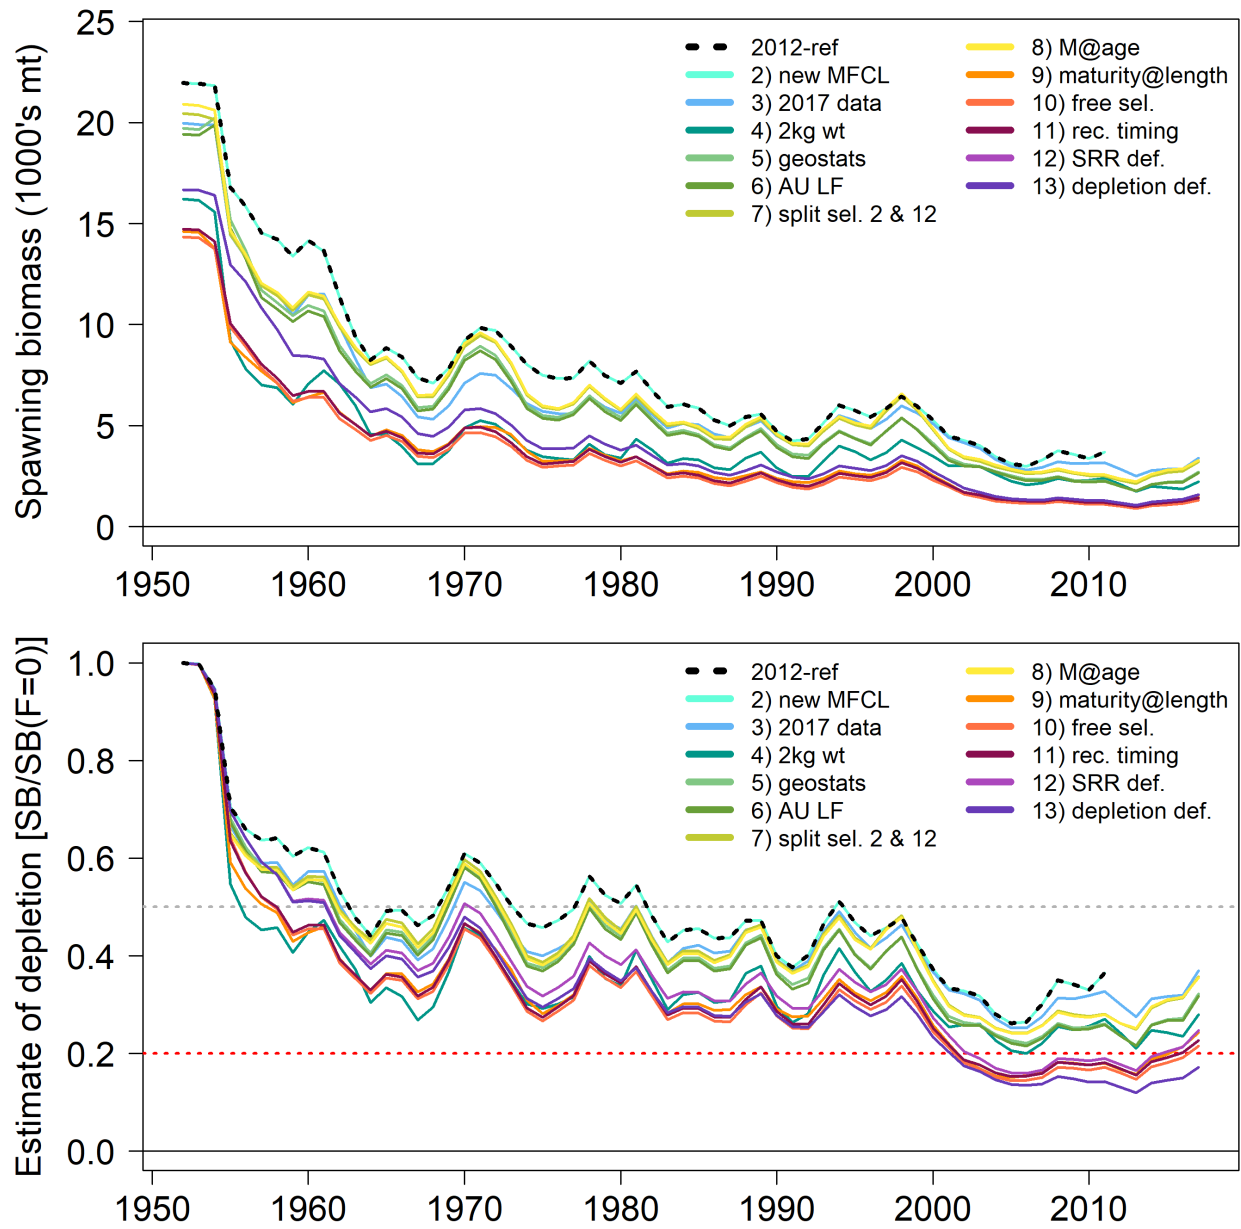 Spawning biomass (1000's mt)
25
20
15
10
5
0
2012-ref
2) new MFCL
3) 2017 data
4) 2kg wt
5) geostats
6) AU LF
7) split sel. 2 & 12
8) M@age
9) maturity@length
10) free sel.
11) rec. timing
12) SRR def.
13) depletion def.
1950 1960 1970 1980 1990 2000 2010
Estimate of depletion [SB/SB(F=0)]
1.0
0.8
0.6
0.4
0.2
0.0
2012-ref
2) new MFCL
3) 2017 data
4) 2kg wt
5) geostats
6) AU LF
7) split sel. 2 & 12
8) M@age
9) maturity@length
10) free sel.
11) rec. timing
12) SRR def.
13) depletion def.
1950 1960 1970 1980 1990 2000 2010